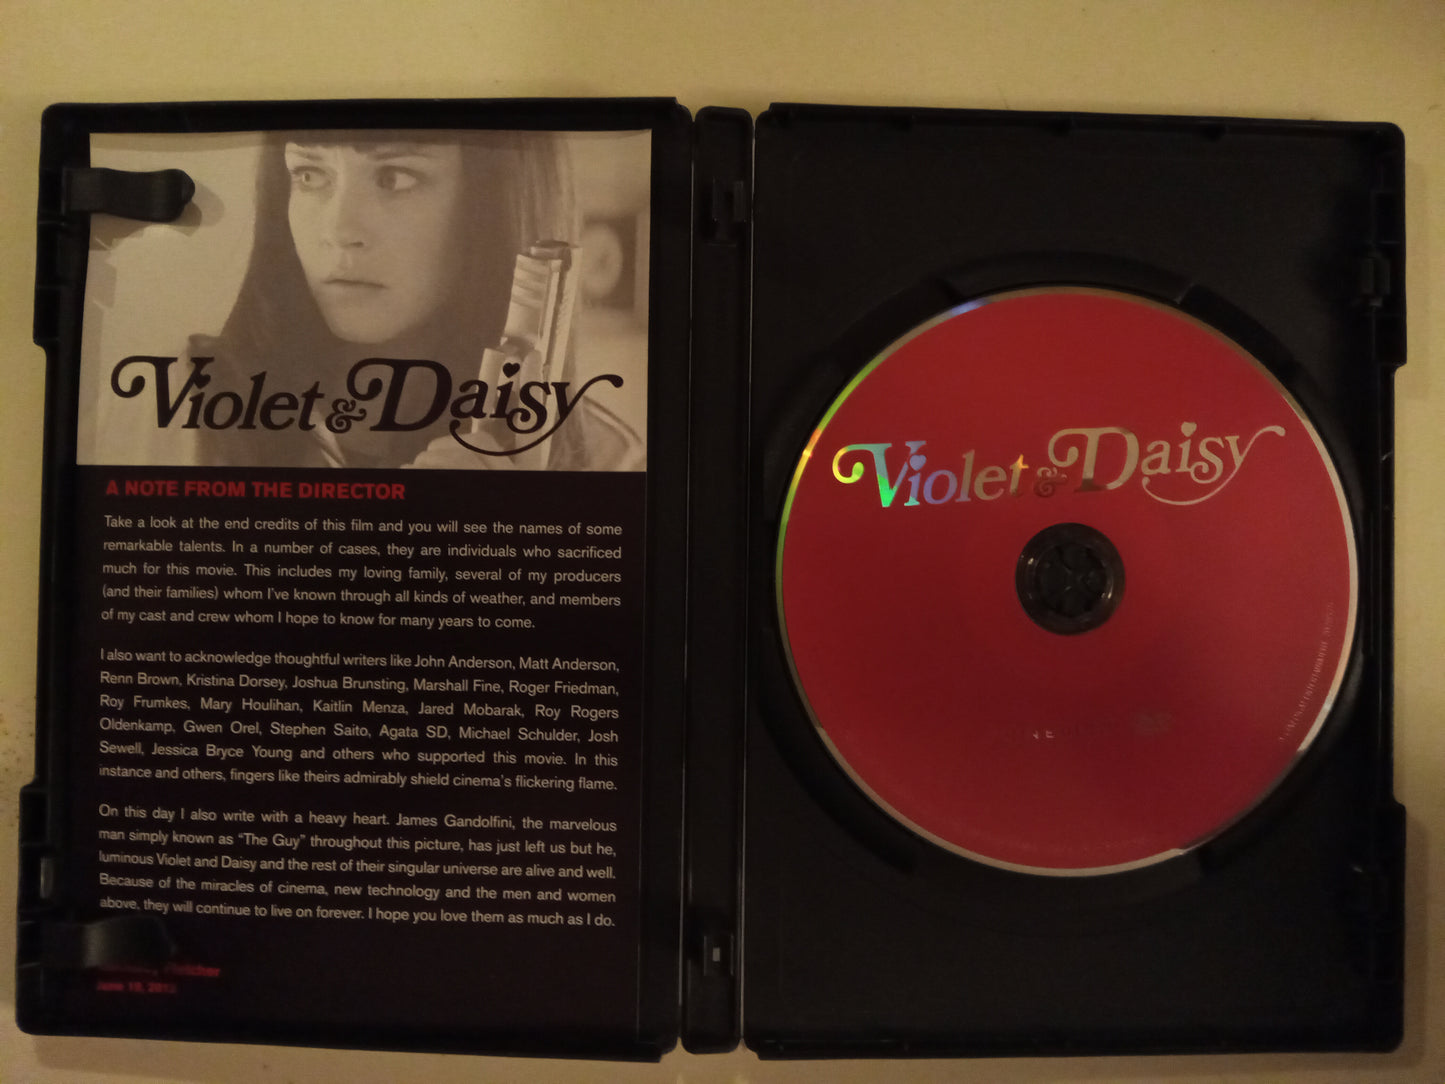 Violet & Daisy
A NOTE FROM THE DIRECTOR
Take a look at the end credits of this film and you will see the names of some
remarkable talents. In a number of cases, they are individuals who sacrificed
much for this movie. This includes my loving family, several of my producers
(and their families) whom I've known through all kinds of weather, and members
of my cast and crew whom I hope to know for many years to come.
I also want to acknowledge thoughtful writers like John Anderson, Matt Anderson,
Renn Brown, Kristina Dorsey, Joshua Brunsting, Marshall Fine, Roger Friedman,
Roy Frumkes, Mary Houlihan, Kaitlin Menza, Jared Mobarak, Roy Rogers
Oldenkamp, Gwen Orel, Stephen Saito, Agata SD, Michael Schulder, Josh
Sewell, Jessica Bryce Young and others who supported this movie. In this
instance and others, fingers like theirs admirably shield cinema's flickering flame.
On this day I also write with a heavy heart. James Gandolfini, the marvelous
man simply known as “The Guy” throughout this picture, has just left us but he,
luminous Violet and Daisy and the rest of their singular universe are alive and well.
Because of the miracles of cinema, new technology and the men and women
above, they will continue to live on forever. I hope you love them as much as I do.
Fletcher
June 19, 2013
Violet & Daisy